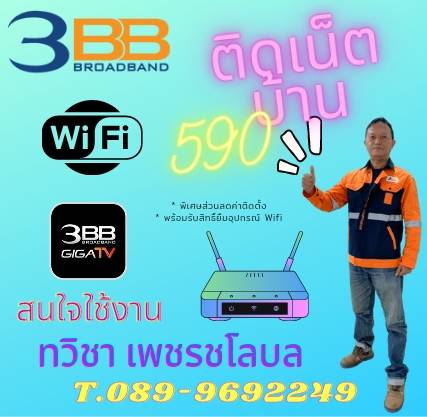 3BB
BROADBAND
ติดเน็ต
บ้าน
590
WiFi
* พิเศษส่วนลดค่าติดตั้ง
* พร้อมรับสิทธิ์ยืมอุปกรณ์ Wifi
3BB
BROADBAND
GIGATV
สนใจใช้งาน
ทวิชา เพชรชโลบล
T.089-9692249